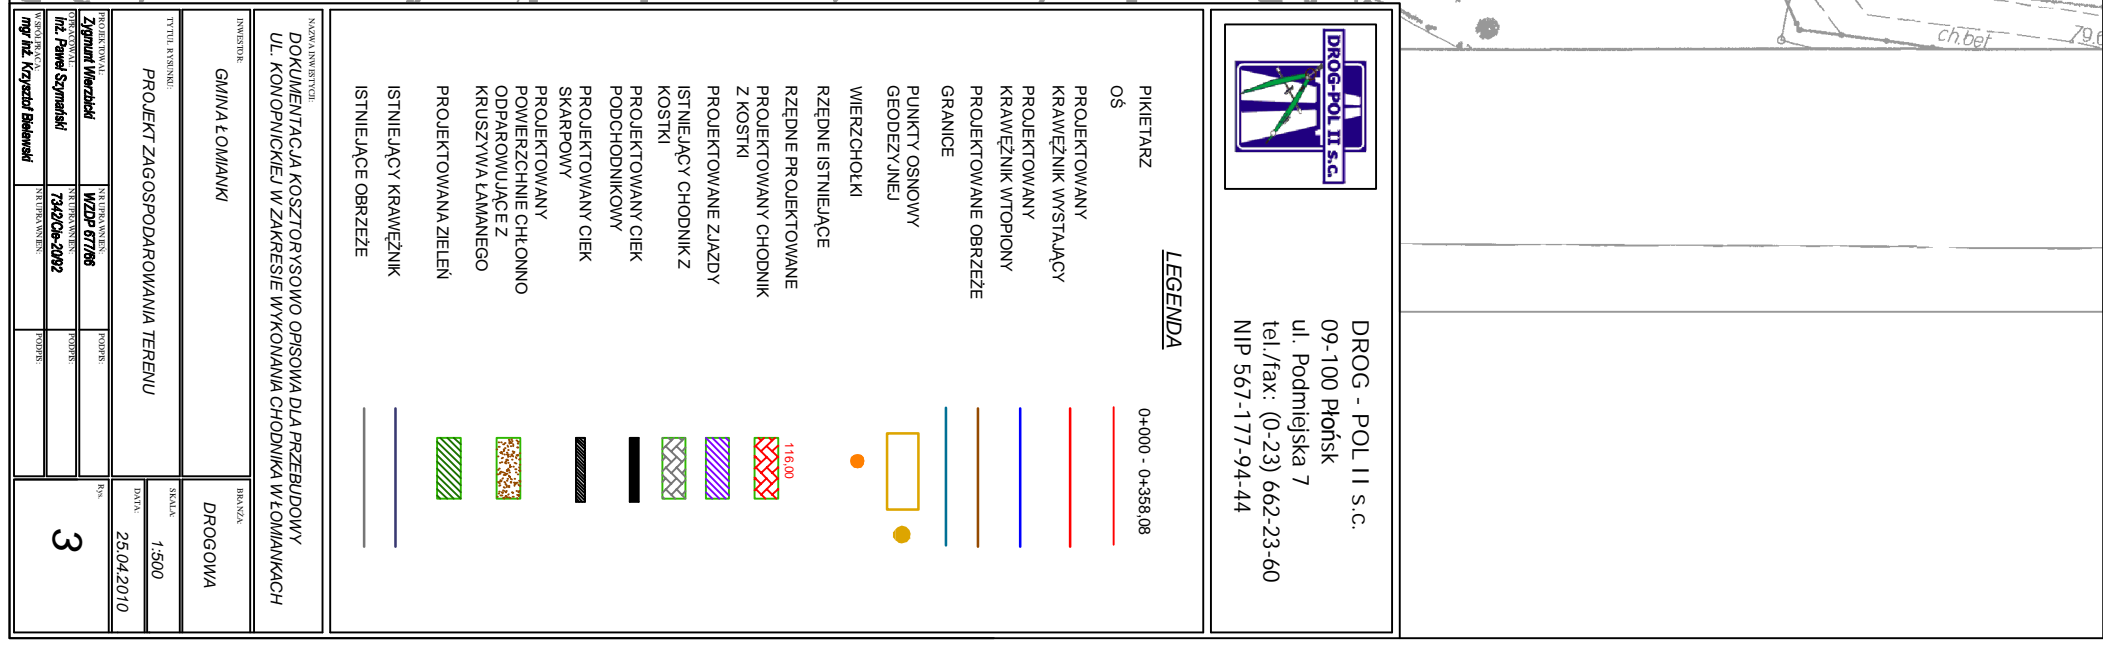 DROG-POL II s.c.
DROG - POL II s.c.
09-100 Płońsk
ul. Podmiejska 7
tel./fax: (0-23) 662-23-60
NIP 567-177-94-44
LEGENDA
PIKIETARZ 0+000 - 0+358,08
OŚ
PROJEKTOWANY
KRAWĘŻNIK WYSTAJĄCY
PROJEKTOWANY
KRAWĘŻNIK WTOPIONY
PROJEKTOWANE OBRZEŻE
GRANICE
PUNKTY OSNOWY
GEODEZYJNEJ
WIERZCHOŁKI
RZĘDNE ISTNIEJĄCE
RZĘDNE PROJEKTOWANE 116,00
PROJEKTOWANY CHODNIK
Z KOSTKI
PROJEKTOWANE ZJAZDY
ISTNIEJĄCY CHODNIK Z
KOSTKI
PROJEKTOWANY CIEK
PODCHODNIKOWY
PROJEKTOWANY CIEK
SKARPOWY
PROJEKTOWANY
POWIERZCHNIE CHŁONNO
ODPAROWUJĄCE Z
KRUSZYWA ŁAMANEGO
PROJEKTOWANA ZIELEŃ
ISTNIEJĄCY KRAWĘŻNIK
ISTNIEJĄCE OBRZEŻE
NAZWA INWESTYCJI:
DOKUMENTACJA KOSZTORYSOWO OPISOWA DLA PRZEBUDOWY
UL. KONOPNICKIEJ W ZAKRESIE WYKONANIA CHODNIKA W ŁOMIANKACH
INWESTOR:
GMINA ŁOMIANKI
BRANŻA:
DROGOWA
TYTUŁ RYSUNKU:
PROJEKT ZAGOSPODAROWANIA TERENU
SKALA:
1:500
DATA:
25.04.2010
PROJEKTOWAŁ:
Zygmunt Wierzbicki
NR UPRAWNIEŃ:
WZDP 677/66
PODPIS:
OPRACOWAŁ:
inż. Paweł Szymański
NR UPRAWNIEŃ:
7342/Cie-20/92
PODPIS:
WSPÓŁPRACA:
mgr inż. Krzysztof Bielawski
NR UPRAWNIEŃ:
PODPIS:
Rys.
3
ch.bet